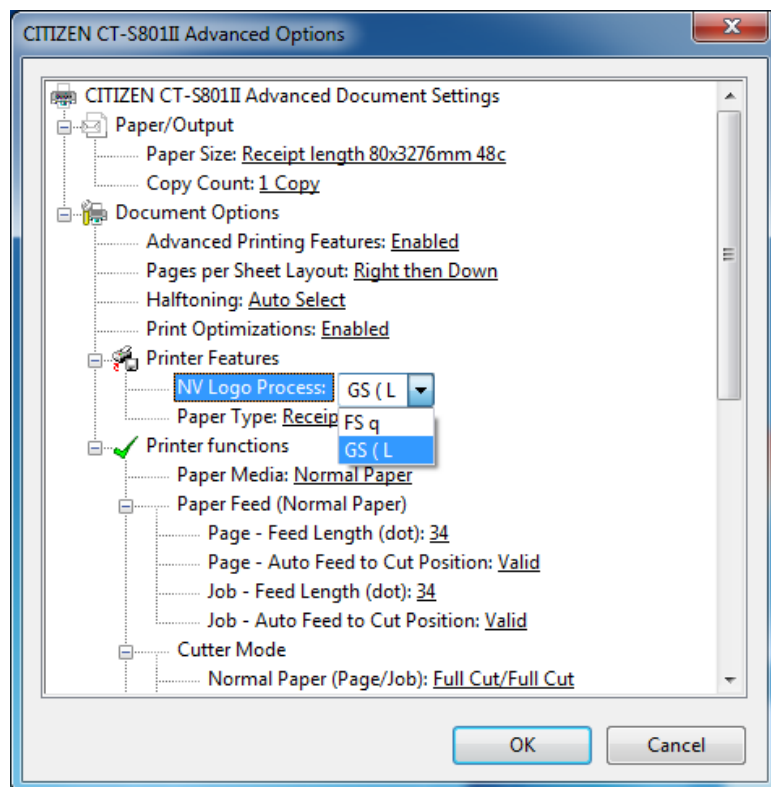 CITIZEN CT-S801II Advanced Options
CITIZEN CT-S801II Advanced Document Settings
Paper/Output
Paper Size: Receipt length 80x3276mm 48c
Copy Count: 1 Copy
Document Options
Advanced Printing Features: Enabled
Pages per Sheet Layout: Right then Down
Halftoning: Auto Select
Print Optimizations: Enabled
Printer Features
NV Logo Process: GS ( L
Paper Type: Receip
FS q
GS ( L
Printer functions
Paper Media: Normal Paper
Paper Feed (Normal Paper)
Page - Feed Length (dot): 34
Page - Auto Feed to Cut Position: Valid
Job - Feed Length (dot): 34
Job - Auto Feed to Cut Position: Valid
Cutter Mode
Normal Paper (Page/Job): Full Cut/Full Cut
OK
Cancel